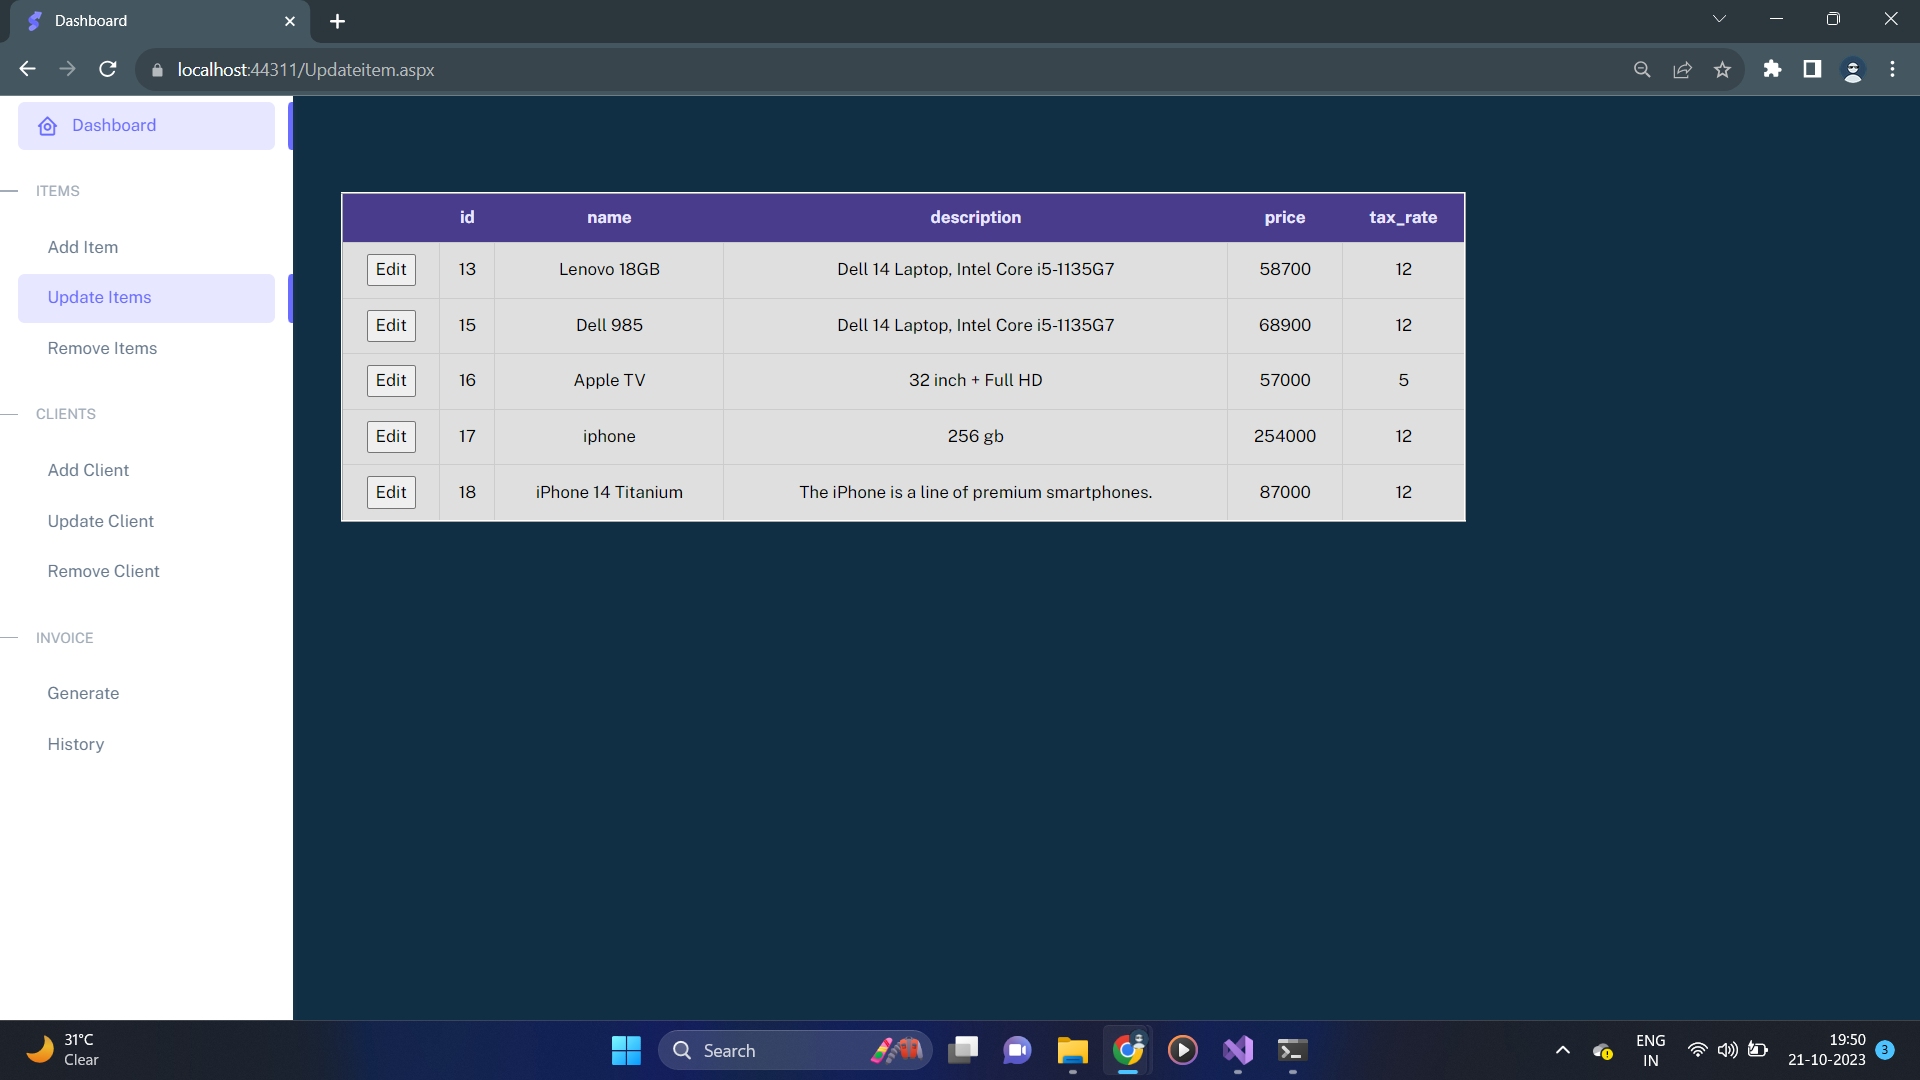 Dashboard
localhost:44311/Updateitem.aspx
Dashboard
ITEMS
Add Item
Update Items
Remove Items
CLIENTS
Add Client
Update Client
Remove Client
INVOICE
Generate
History
id name description price tax_rate
Edit 13 Lenovo 18GB Dell 14 Laptop, Intel Core i5-1135G7 58700 12
Edit 15 Dell 985 Dell 14 Laptop, Intel Core i5-1135G7 68900 12
Edit 16 Apple TV 32 inch + Full HD 57000 5
Edit 17 iphone 256 gb 254000 12
Edit 18 iPhone 14 Titanium The iPhone is a line of premium smartphones. 87000 12
31°C
Clear
Search
ENG
IN
19:50
21-10-2023
3